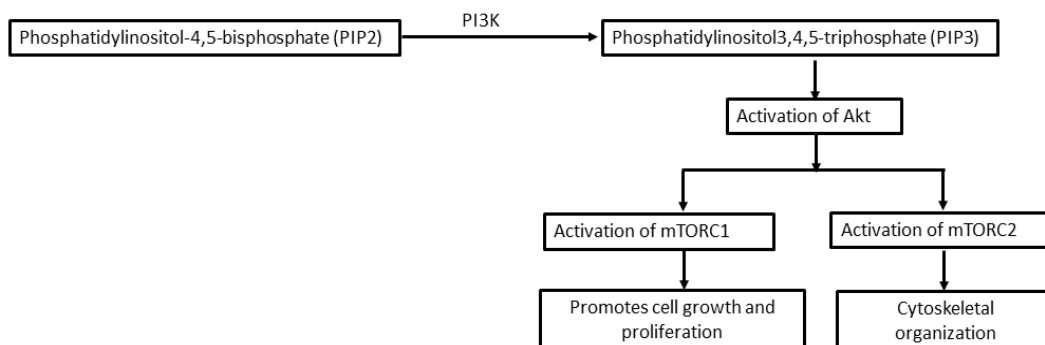 PI3K
Phosphatidylinositol-4,5-bisphosphate (PIP2)
Phosphatidylinositol3,4,5-triphosphate (PIP3)
Activation of Akt
Activation of mTORC1
Activation of mTORC2
Promotes cell growth and
proliferation
Cytoskeletal
organization